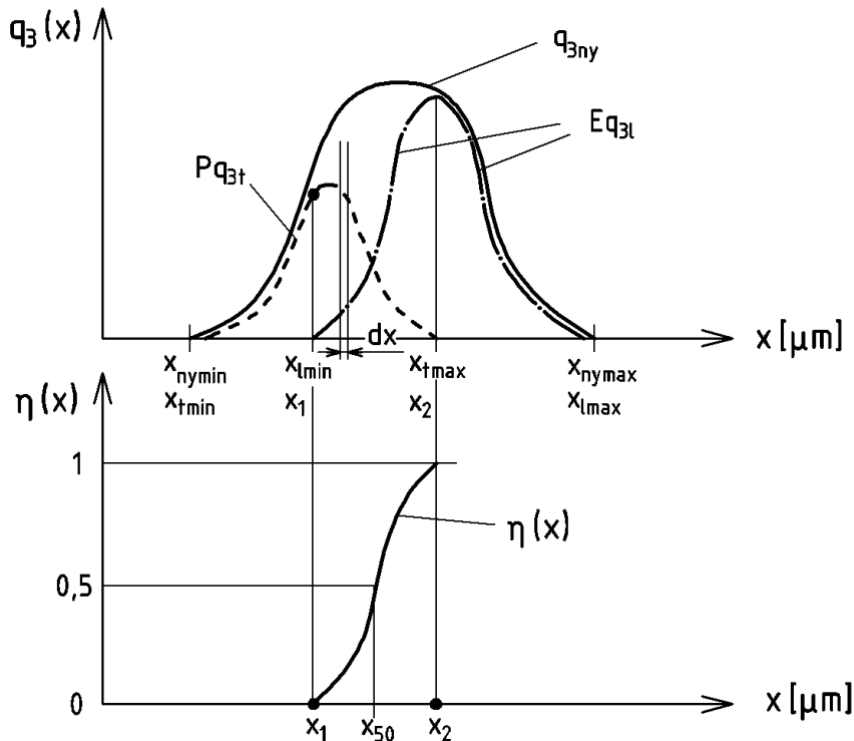 q₃(x)
q₃ny
Eq₃l
Pq₃t
dx
x [μm]
xnymin xlmin xtmax xnymax
xtmin x₁ x₂ xlmax
η(x)
1
η(x)
0,5
0
x₁ x₅₀ x₂
x [μm]